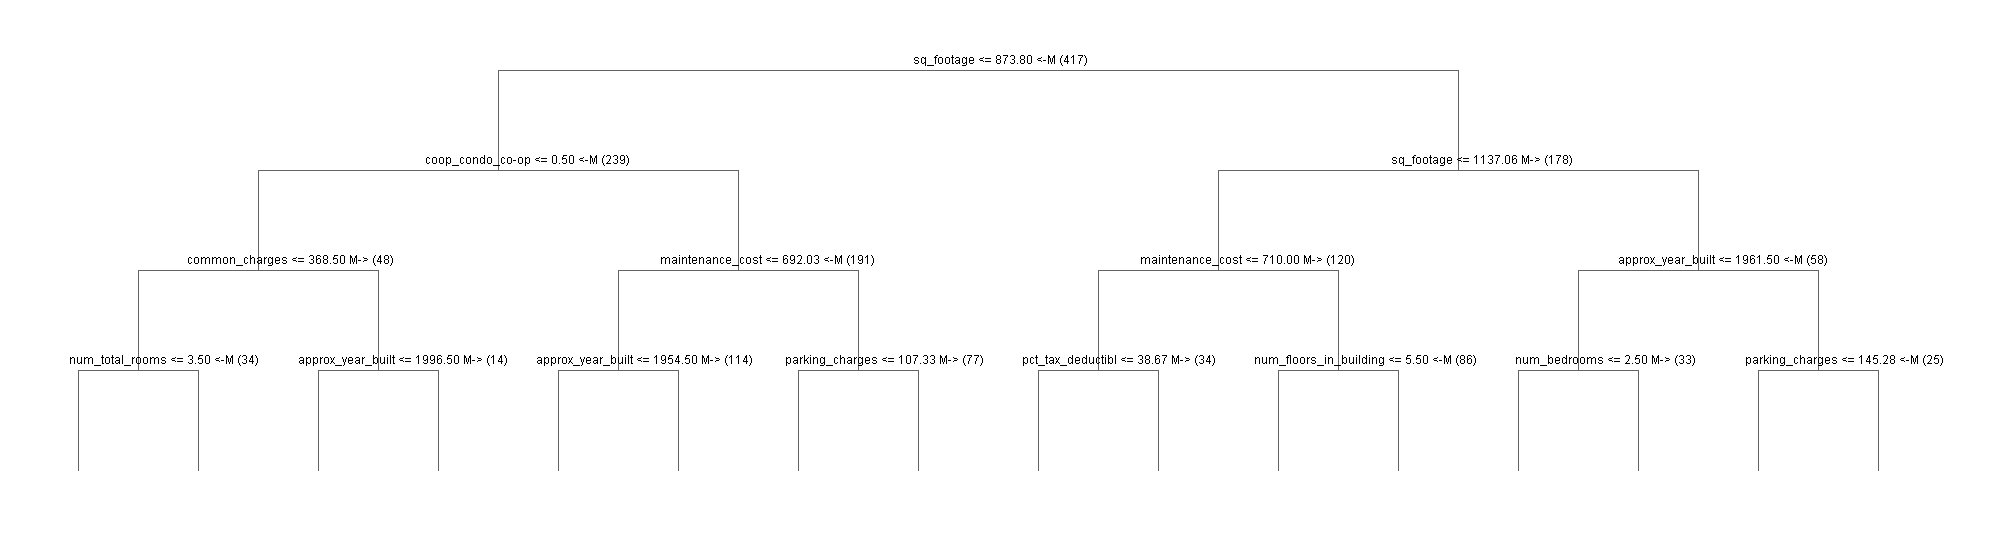 sq_footage <= 873.80 <-M (417)
coop_condo_co-op <= 0.50 <-M (239)
sq_footage <= 1137.06 M-> (178)
common_charges <= 368.50 M-> (48)
maintenance_cost <= 692.03 <-M (191)
maintenance_cost <= 710.00 M-> (120)
approx_year_built <= 1961.50 <-M (58)
num_total_rooms <= 3.50 <-M (34)
approx_year_built <= 1996.50 M-> (14)
approx_year_built <= 1954.50 M-> (114)
parking_charges <= 107.33 M-> (77)
pct_tax_deductibl <= 38.67 M-> (34)
num_floors_in_building <= 5.50 <-M (86)
num_bedrooms <= 2.50 M-> (33)
parking_charges <= 145.28 <-M (25)